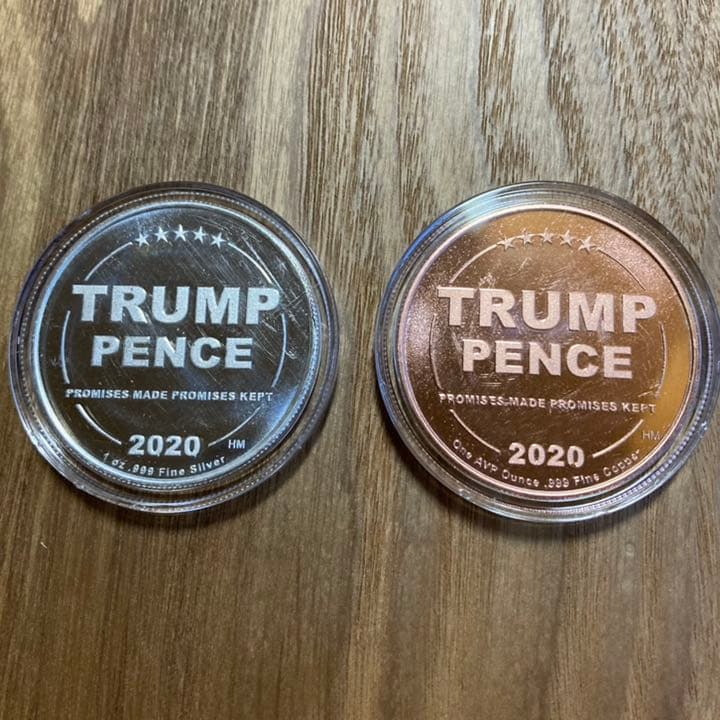 TRUMP
PENCE
PROMISES MADE PROMISES KEPT
2020
HM
1 oz .999 Fine Silver
TRUMP
PENCE
PROMISES MADE PROMISES KEPT
2020
HM
One AVP Ounce .999 Fine Copper